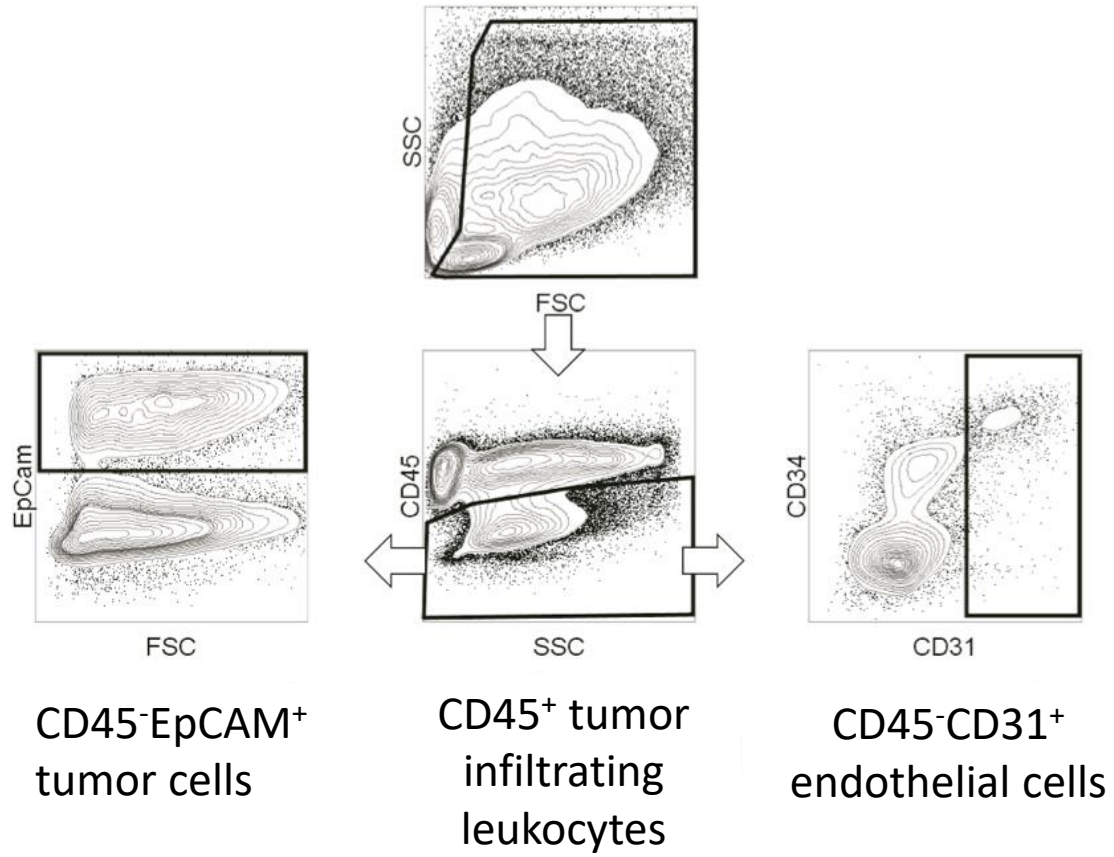 SSC
FSC
EpCam
FSC
CD45
SSC
CD34
CD31
CD45⁻EpCAM⁺
tumor cells
CD45⁺ tumor
infiltrating
leukocytes
CD45⁻CD31⁺
endothelial cells